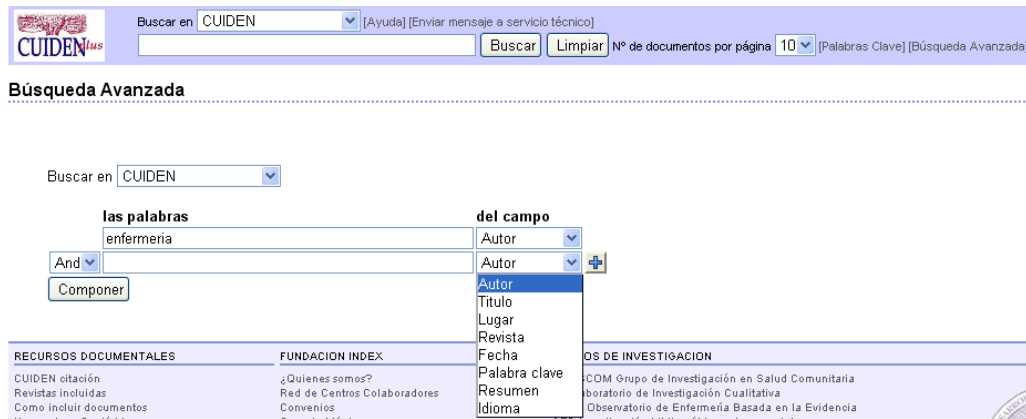 Buscar en CUIDEN [Ayuda] [Enviar mensaje a servicio técnico]
CUIDENplus
Buscar Limpiar Nº de documentos por página 10 [Palabras Clave] [Búsqueda Avanzada]
Búsqueda Avanzada
Buscar en CUIDEN
las palabras del campo
enfermeria Autor
And Autor
Componer
Autor
Titulo
Lugar
Revista
Fecha
Palabra clave
Resumen
Idioma
RECURSOS DOCUMENTALES FUNDACION INDEX OS DE INVESTIGACION
CUIDEN citación ¿Quienes somos? COM Grupo de Investigación en Salud Comunitaria
Revistas incluidas Red de Centros Colaboradores boratorio de Investigación Cualitativa
Como incluir documentos Convenios Observatorio de Enfermería Basada en la Evidencia